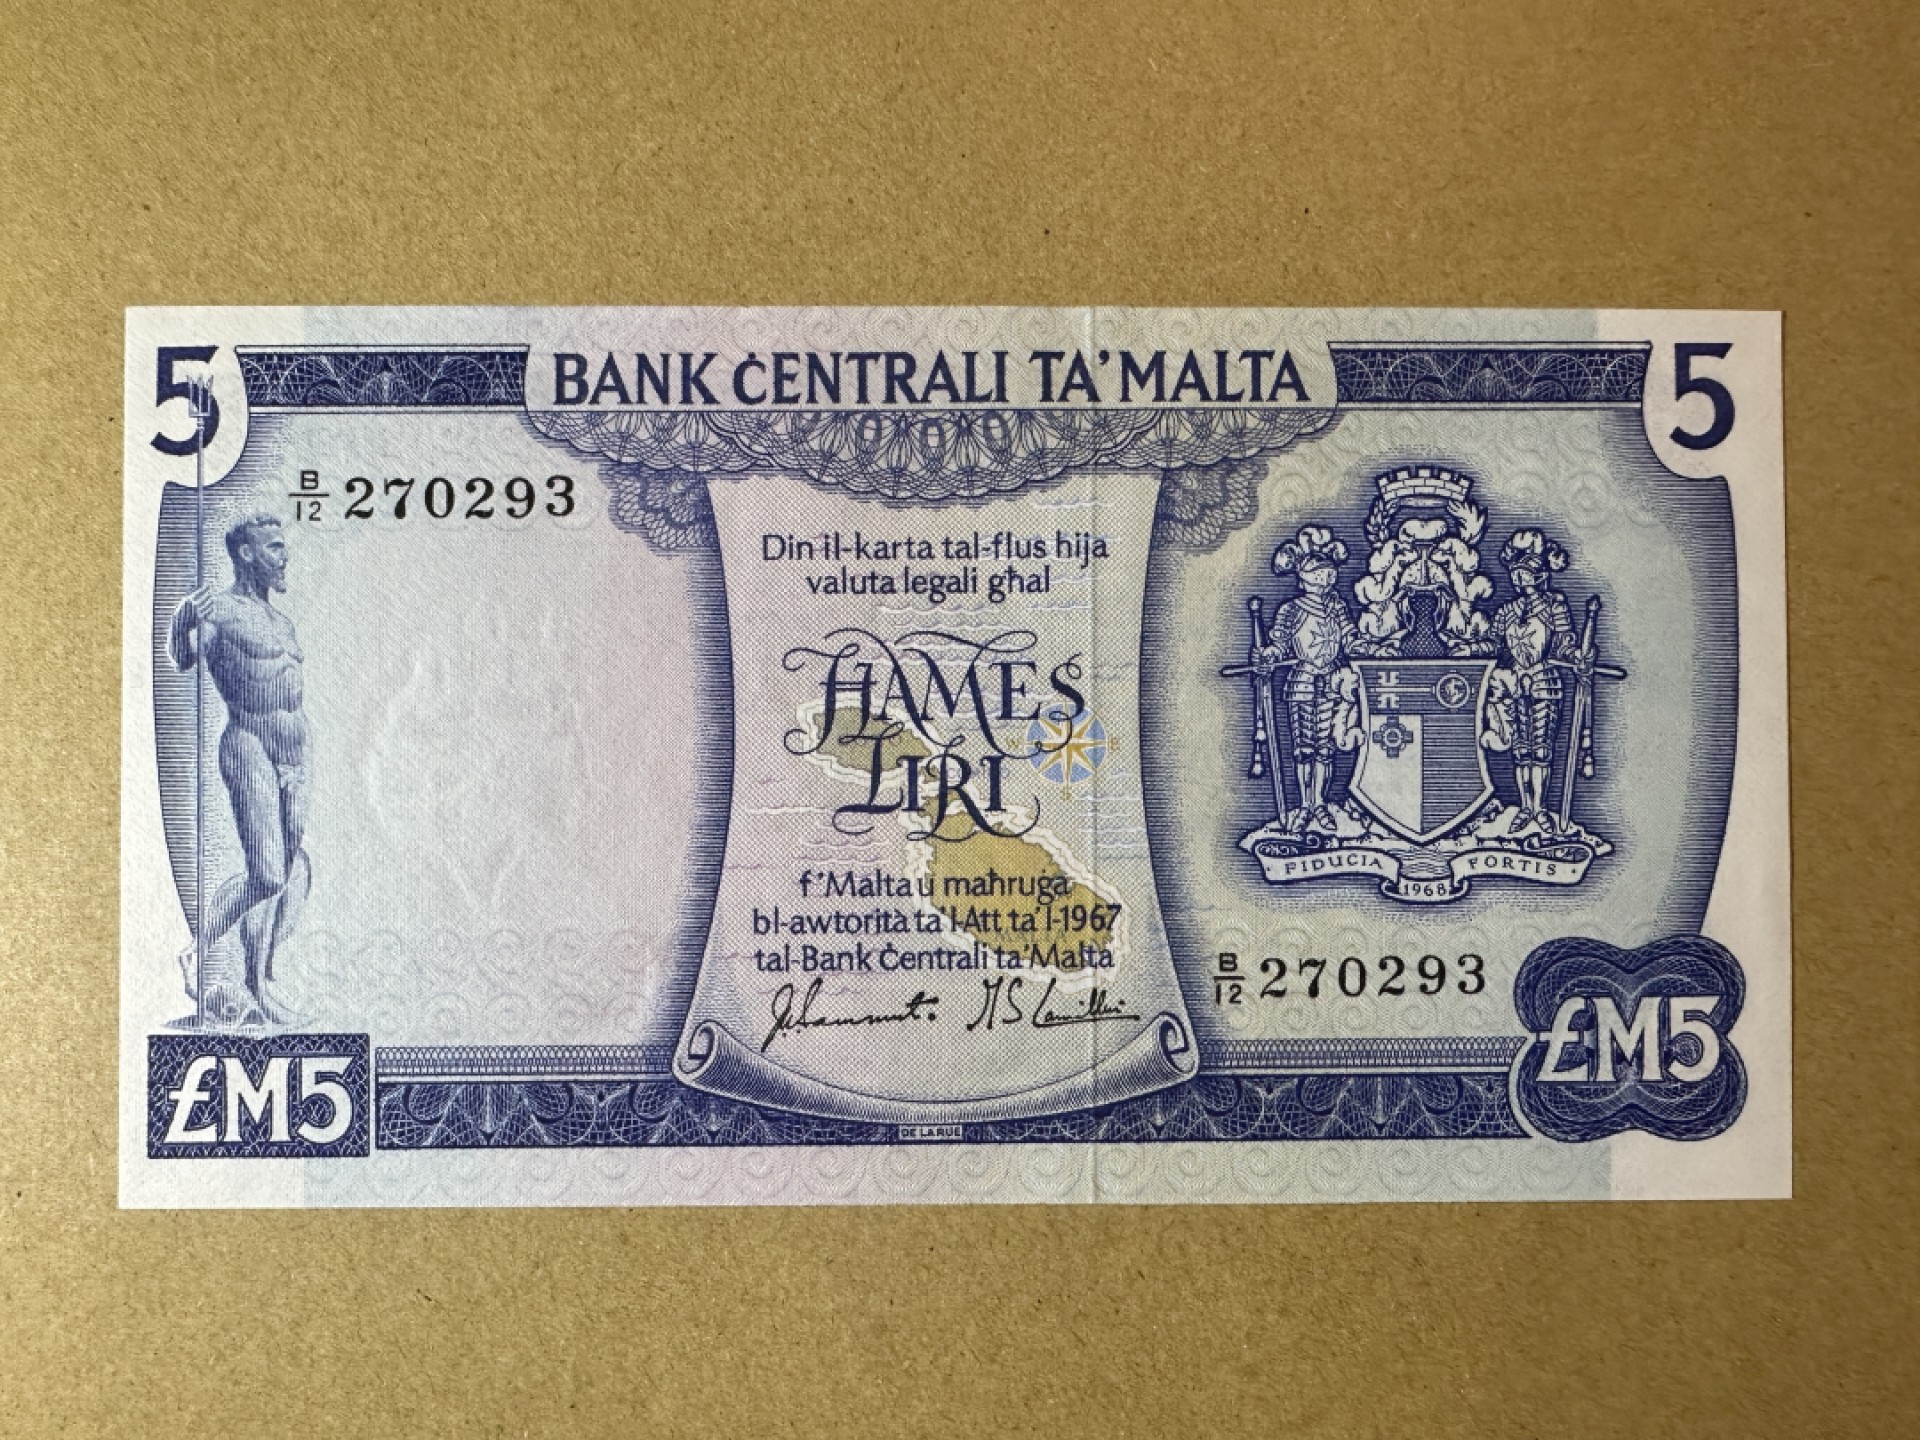 5 BANK ĊENTRALI TA' MALTA 5
B/12 270293
Din il-karta tal-flus hija
valuta legali għal
ĦAMES
LIRI
f'Malta u maħruġa
bl-awtorità ta' l-Att ta' l-1967
tal-Bank Ċentrali ta' Malta
FIDUCIA FORTIS
1968
B/12 270293
£M5
£M5
DE LA RUE